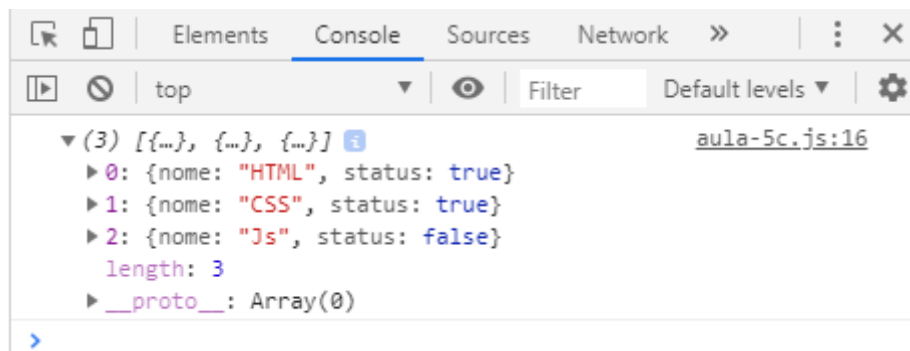 Elements Console Sources Network »
top Filter Default levels
(3) [{…}, {…}, {…}] i aula-5c.js:16
0: {nome: "HTML", status: true}
1: {nome: "CSS", status: true}
2: {nome: "Js", status: false}
length: 3
__proto__: Array(0)
>